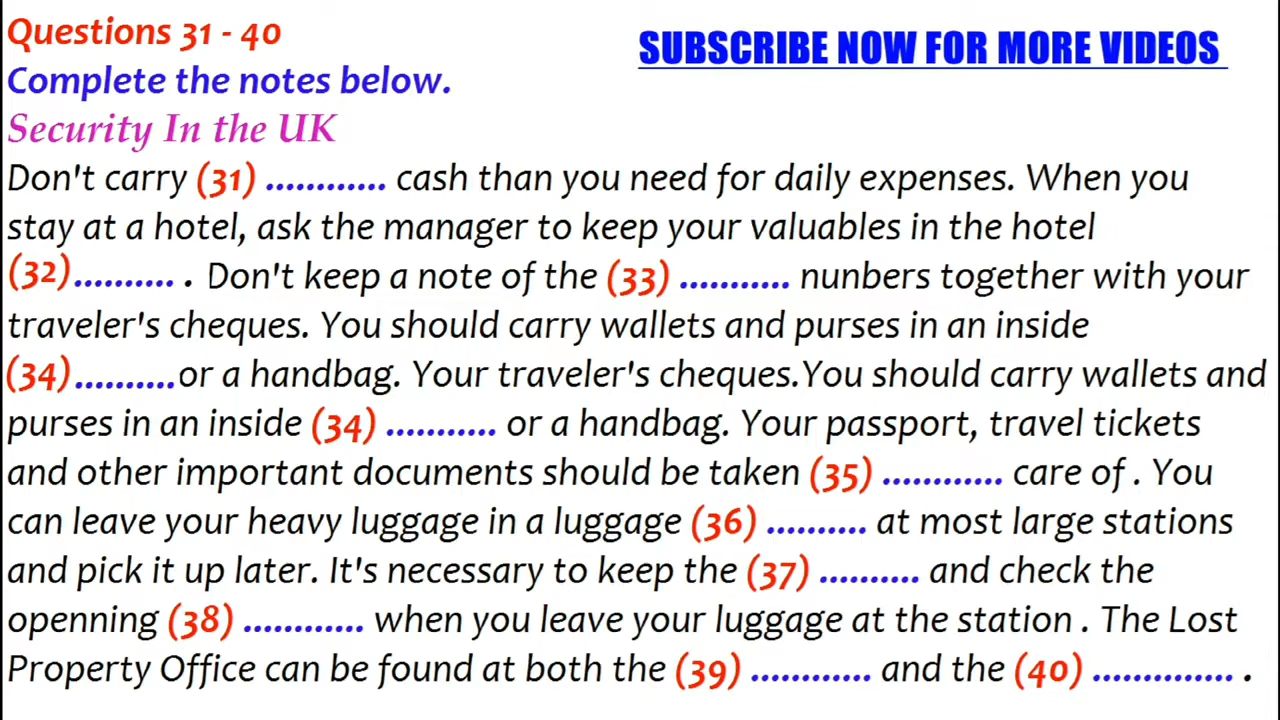 Questions 31 - 40
SUBSCRIBE NOW FOR MORE VIDEOS
Complete the notes below.
Security In the UK
Don't carry (31) ............ cash than you need for daily expenses. When you
stay at a hotel, ask the manager to keep your valuables in the hotel
(32).......... . Don't keep a note of the (33) ........... nunbers together with your
traveler's cheques. You should carry wallets and purses in an inside
(34)..........or a handbag. Your traveler's cheques.You should carry wallets and
purses in an inside (34) ........... or a handbag. Your passport, travel tickets
and other important documents should be taken (35) ............ care of . You
can leave your heavy luggage in a luggage (36) .......... at most large stations
and pick it up later. It's necessary to keep the (37) .......... and check the
openning (38) ............ when you leave your luggage at the station . The Lost
Property Office can be found at both the (39) ............ and the (40) .............. .